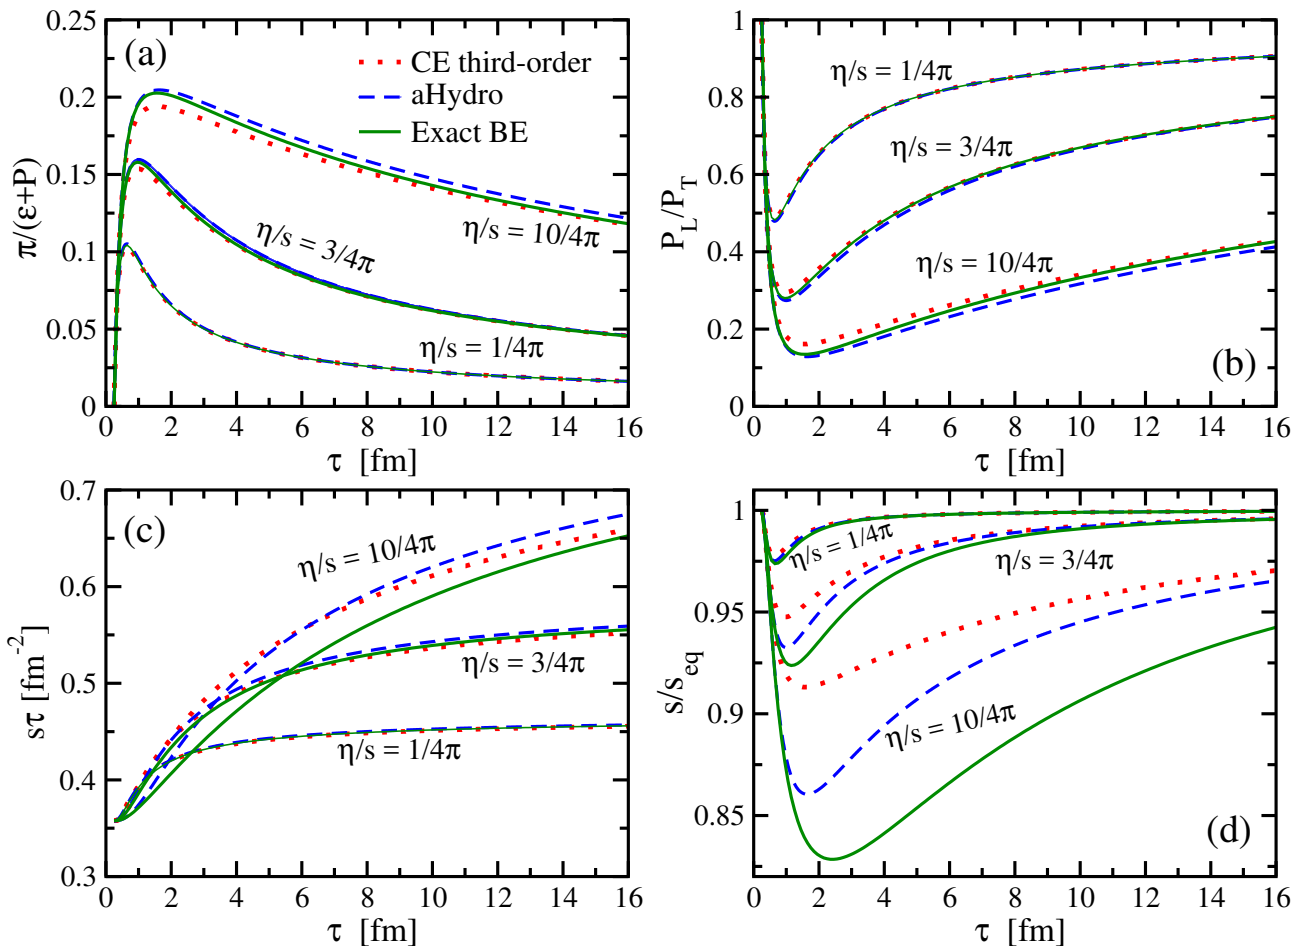 0.25
0.2
0.15
0.1
0.05
0
π/(ε+P)
(a)
CE third-order
aHydro
Exact BE
η/s = 10/4π
η/s = 3/4π
η/s = 1/4π
0 2 4 6 8 10 12 14 16
τ [fm]
1
0.8
0.6
0.4
0.2
0
P_L/P_T
η/s = 1/4π
η/s = 3/4π
η/s = 10/4π
(b)
0 2 4 6 8 10 12 14 16
τ [fm]
0.7
0.6
0.5
0.4
0.3
sτ [fm⁻²]
(c)
η/s = 10/4π
η/s = 3/4π
η/s = 1/4π
0 2 4 6 8 10 12 14 16
τ [fm]
1
0.95
0.9
0.85
s/s_eq
η/s = 1/4π
η/s = 3/4π
η/s = 10/4π
(d)
0 2 4 6 8 10 12 14 16
τ [fm]